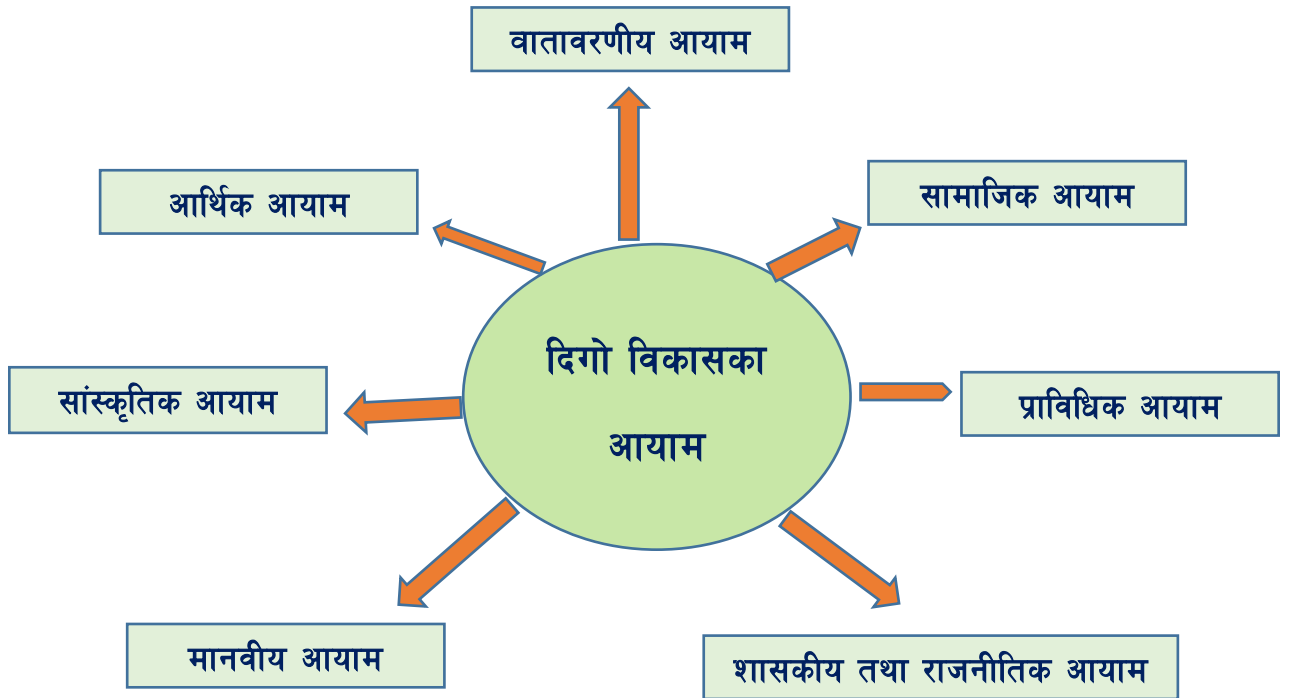 वातावरणीय आयाम
आर्थिक आयाम
सामाजिक आयाम
दिगो विकासका
आयाम
सांस्कृतिक आयाम
प्राविधिक आयाम
मानवीय आयाम
शासकीय तथा राजनीतिक आयाम